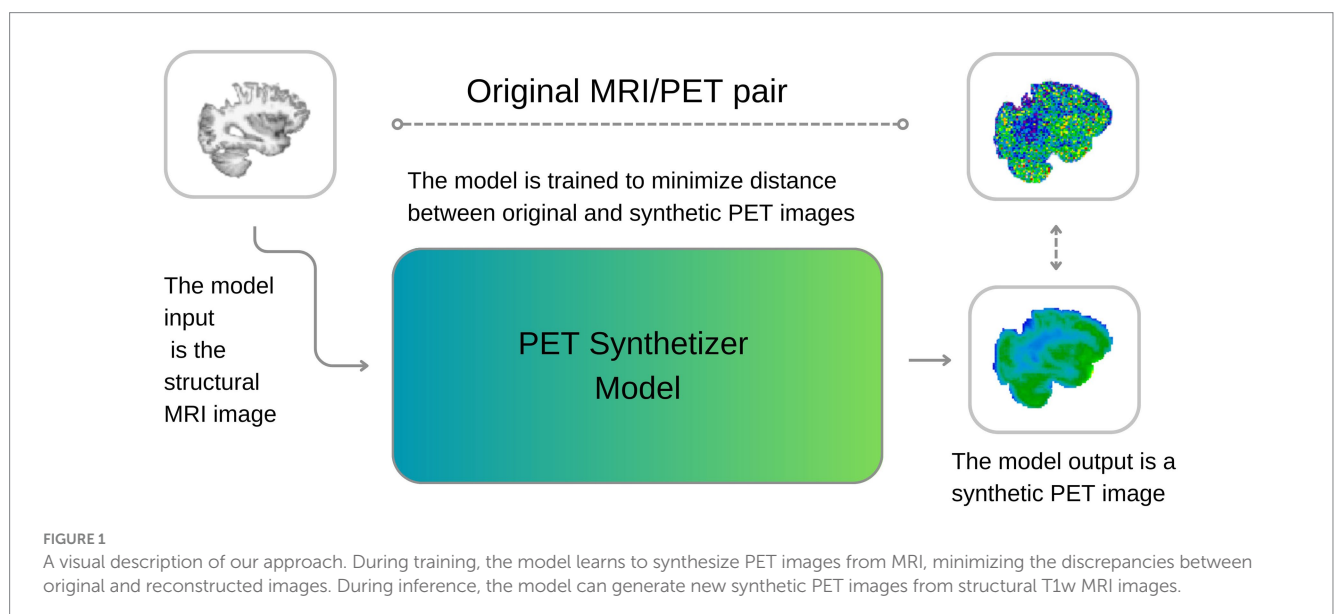 Original MRI/PET pair
The model is trained to minimize distance
between original and synthetic PET images
The model
input
is the
structural
MRI image
PET Synthetizer
Model
The model output is a
synthetic PET image
FIGURE 1
A visual description of our approach. During training, the model learns to synthesize PET images from MRI, minimizing the discrepancies between
original and reconstructed images. During inference, the model can generate new synthetic PET images from structural T1w MRI images.